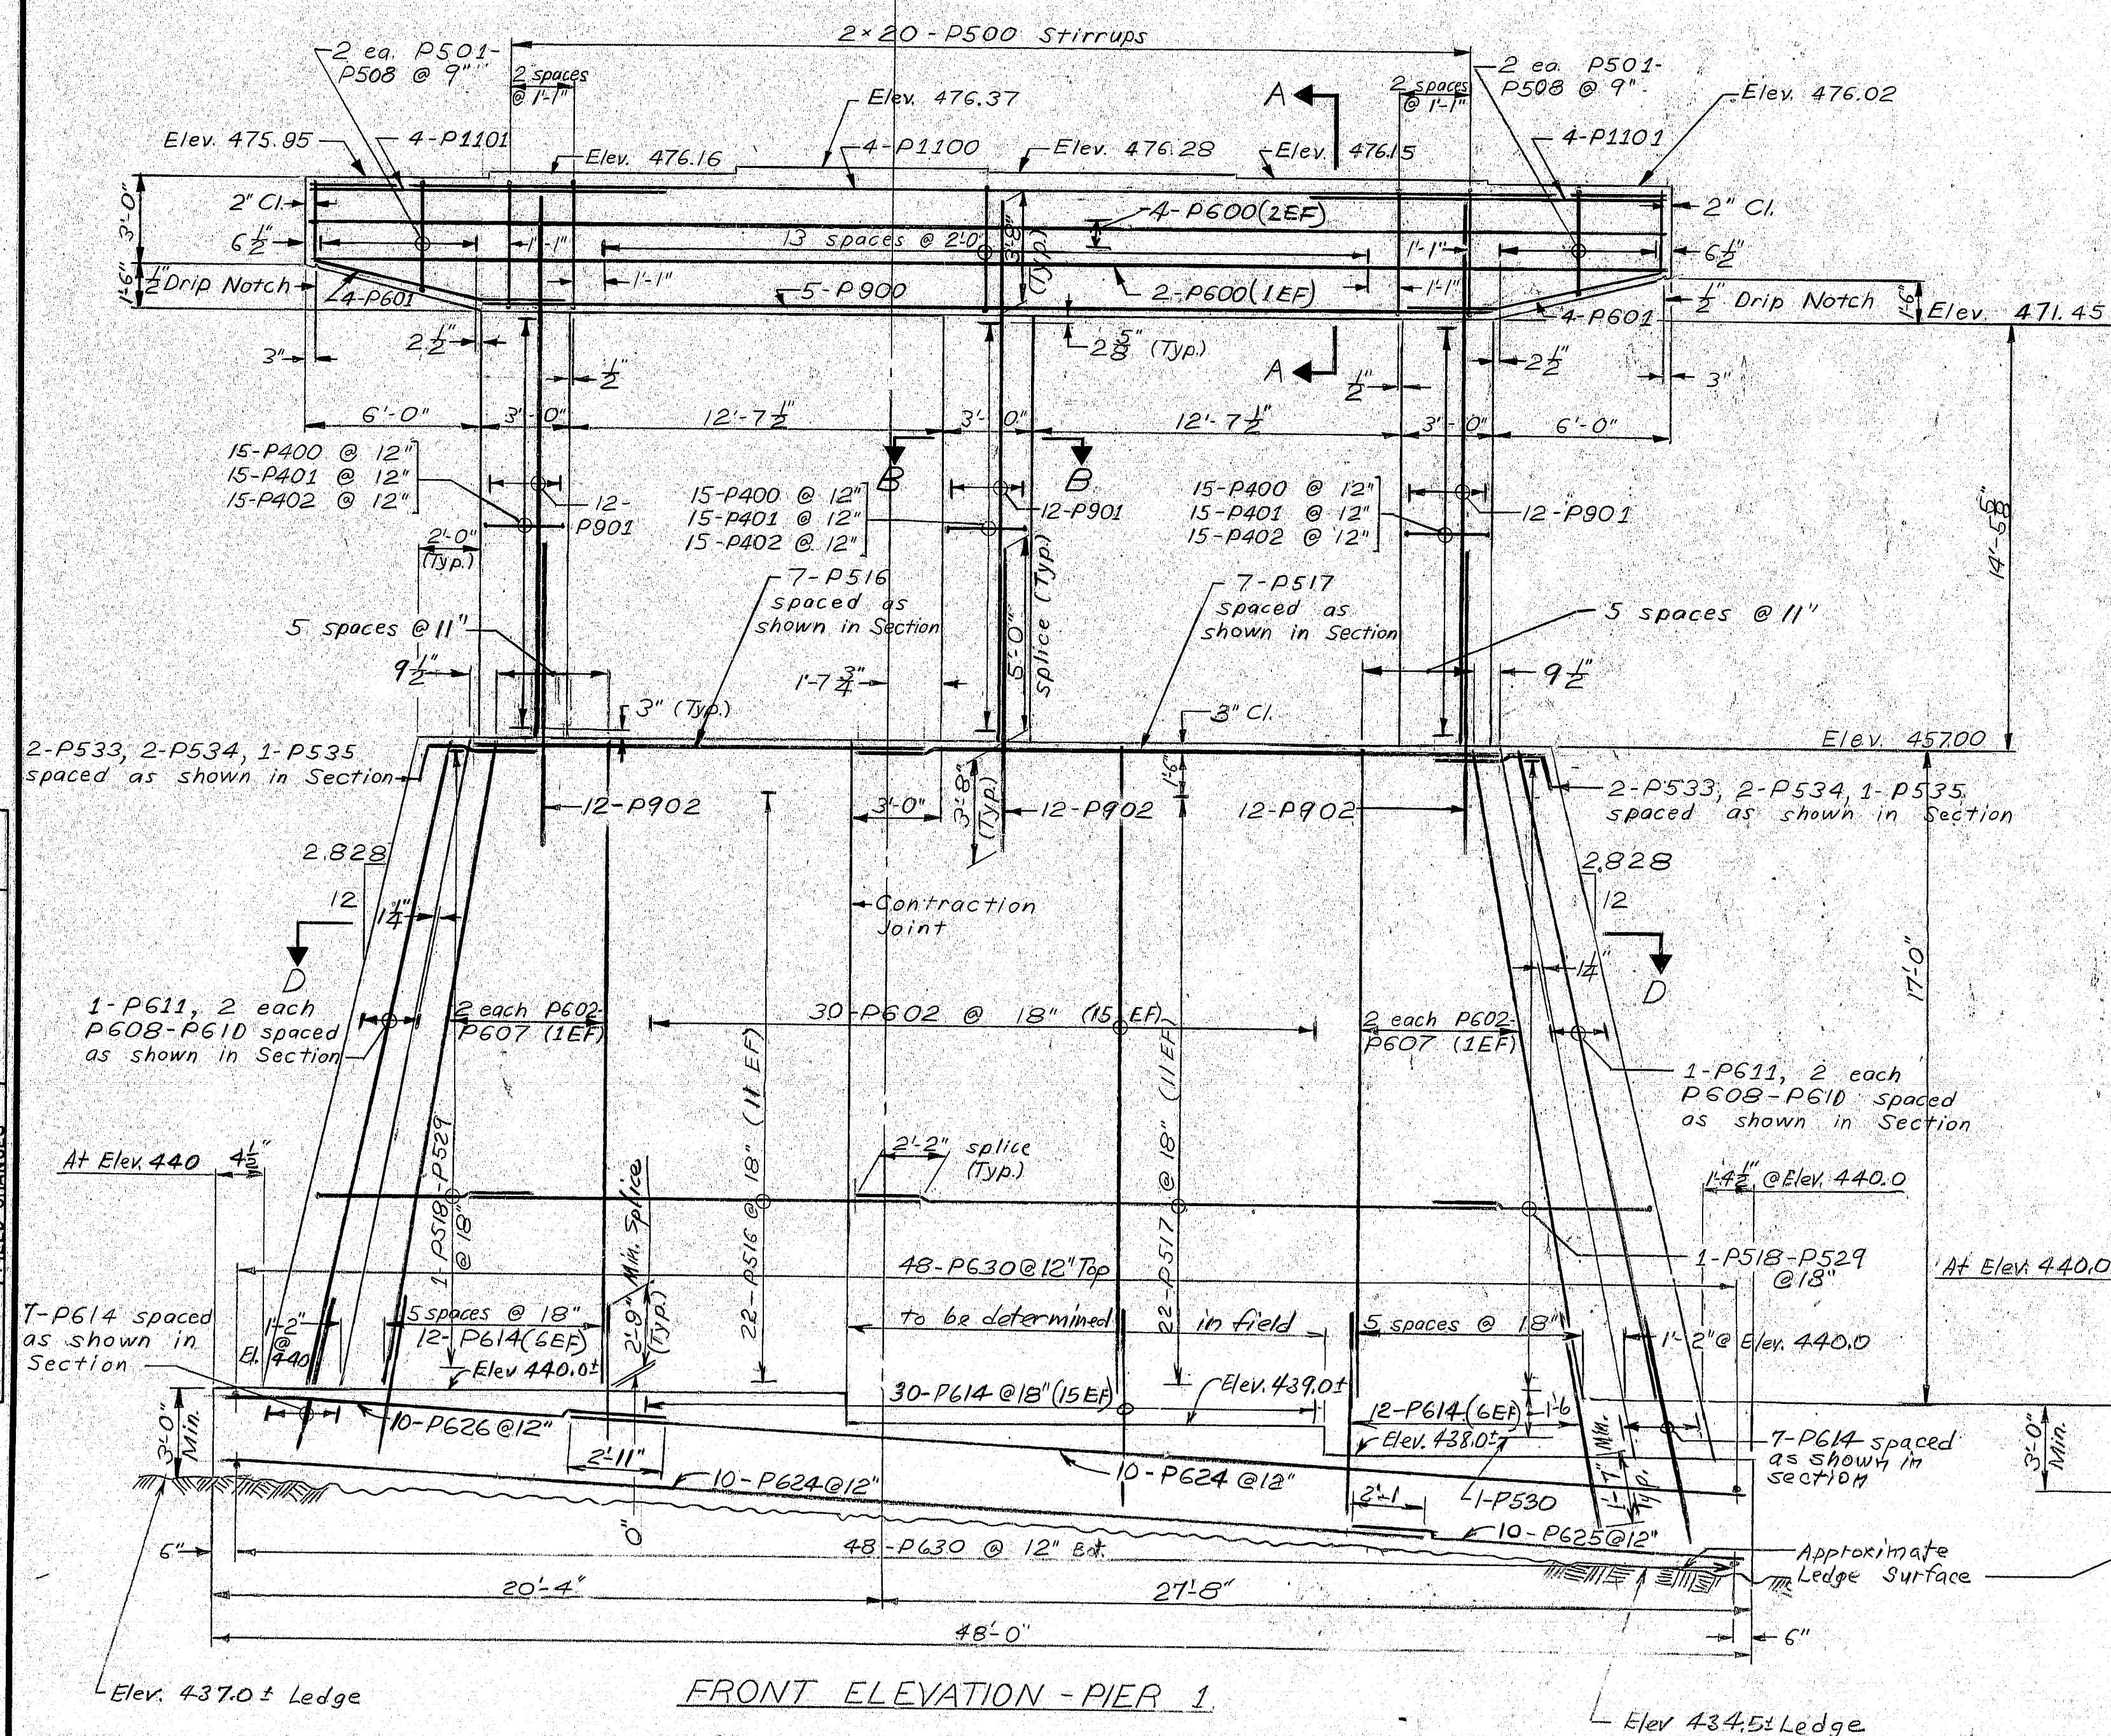 2×20-P500 Stirrups
2 ea. P501-
P508 @ 9"
2 spaces
@ 1'-1"
Elev. 476.37
A
2 spaces
@ 1'-1"
2 ea. P501-
P508 @ 9"
Elev. 476.02
Elev. 475.95
4-P1101
Elev. 476.16
4-P1100
Elev. 476.28
Elev. 476.15
4-P1101
3'-0"
2" Cl.
4-P600(2EF)
2" Cl.
6 1/2"
1'-1"
13 spaces @ 2'-0"
3'-8"
(Typ.)
1'-1"
6 1/2"
1'-6"
1/2" Drip Notch
4-P601
1'-1"
5-P900
2-P600(1EF)
1'-1"
4-P601
1/2" Drip Notch
1'-6"
Elev. 471.45
3"
2 1/2"
1/2"
2 5/8" (Typ.)
A
1/2"
2 1/2"
3"
6'-0"
3'-0"
12'-7 1/2"
3'-0"
12'-7 1/2"
3'-0"
6'-0"
B
B
15-P400 @ 12"
15-P401 @ 12"
15-P402 @ 12"
12-
P901
15-P400 @ 12"
15-P401 @ 12"
15-P402 @ 12"
12-P901
15-P400 @ 12"
15-P401 @ 12"
15-P402 @ 12"
12-P901
14'-5 5/8"
2'-0"
(Typ.)
7-P516
spaced as
shown in Section
5'-0"
splice (Typ.)
7-P517
spaced as
shown in Section
5 spaces @ 11"
5 spaces @ 11"
9 1/2"
1'-7 3/4"
9 1/2"
3" (Typ.)
3" Cl.
2-P533, 2-P534, 1-P535
spaced as shown in Section
Elev. 457.00
12-P902
3'-0"
3'-8"
(Typ.)
12-P902
1'-6"
12-P902
2-P533, 2-P534, 1-P535
spaced as shown in Section
2.828
12
1 1/4"
D
Contraction
Joint
2.828
12
1 1/4"
D
17'-0"
1-P611, 2 each
P608-P610 spaced
as shown in Section
2 each P602-
P607 (1EF)
30-P602 @ 18" (15 EF)
2 each P602-
P607 (1EF)
1-P611, 2 each
P608-P610 spaced
as shown in Section
At Elev. 440
4 1/2"
1-P518-P529
@ 18"
22-P516 @ 18" (11 EF)
2'-2" splice
(Typ.)
22-P517 @ 18" (11 EF)
1'-4 1/2" @ Elev. 440.0
1-P518-P529
@ 18"
At Elev. 440.0
48-P630 @ 12" Top
2'-9" Min. Splice
(Typ.)
7-P614 spaced
as shown in
Section
1'-2"
@
El. 440
5 spaces @ 18"
12-P614(6EF)
Elev 440.0±
to be determined in field
5 spaces @ 18"
1'-2" @ Elev. 440.0
30-P614 @ 18" (15 EF)
Elev. 439.0±
12-P614(6EF)
1'-6
Elev. 438.0±
3'-0"
Min.
10-P626 @ 12"
2'-11"
10-P624 @ 12"
10-P624 @ 12"
2'-1
1-P530
1'-7" Min.
Typ.
7-P614 spaced
as shown in
section
3'-0"
Min.
10-P625 @ 12"
0"
6"
48-P630 @ 12" Bot.
Approximate
Ledge Surface
20'-4"
27'-8"
48'-0"
6"
Elev. 437.0± Ledge
FRONT ELEVATION - PIER 1.
Elev 434.5± Ledge